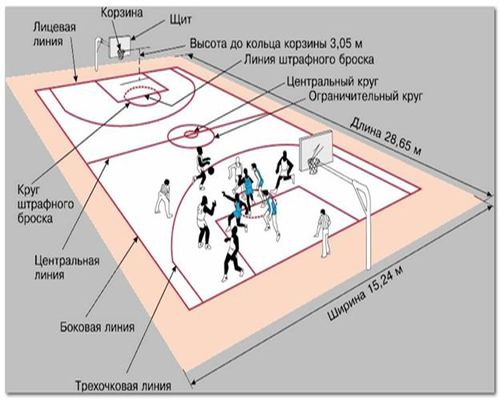 Корзина
Щит
Лицевая
линия
Высота до кольца корзины 3,05 м
Линия штрафного броска
Центральный круг
Ограничительный круг
Длина 28,65 м
Круг
штрафного
броска
Центральная
линия
Боковая линия
Ширина 15,24 м
Трехочковая линия